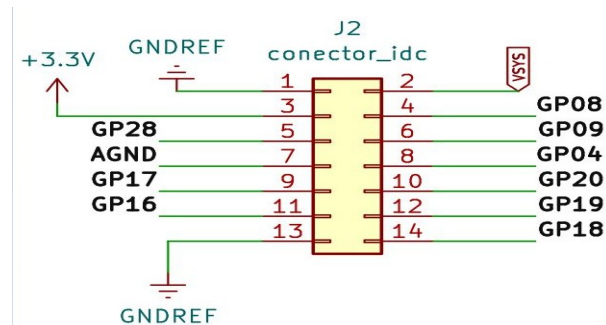 J2
conector_idc
GNDREF
+3.3V
VSYS
1 2
3 4 GP08
GP28 5 6 GP09
AGND 7 8 GP04
GP17 9 10 GP20
GP16 11 12 GP19
13 14 GP18
GNDREF